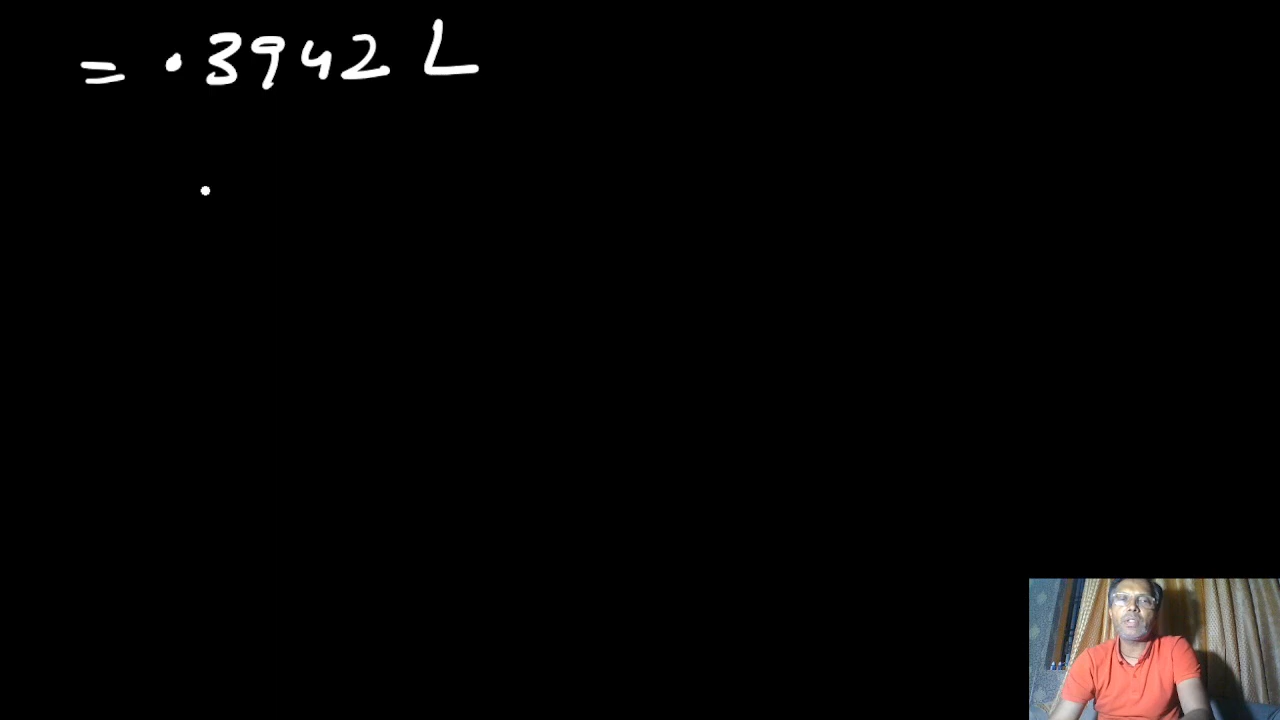 = .3942 L